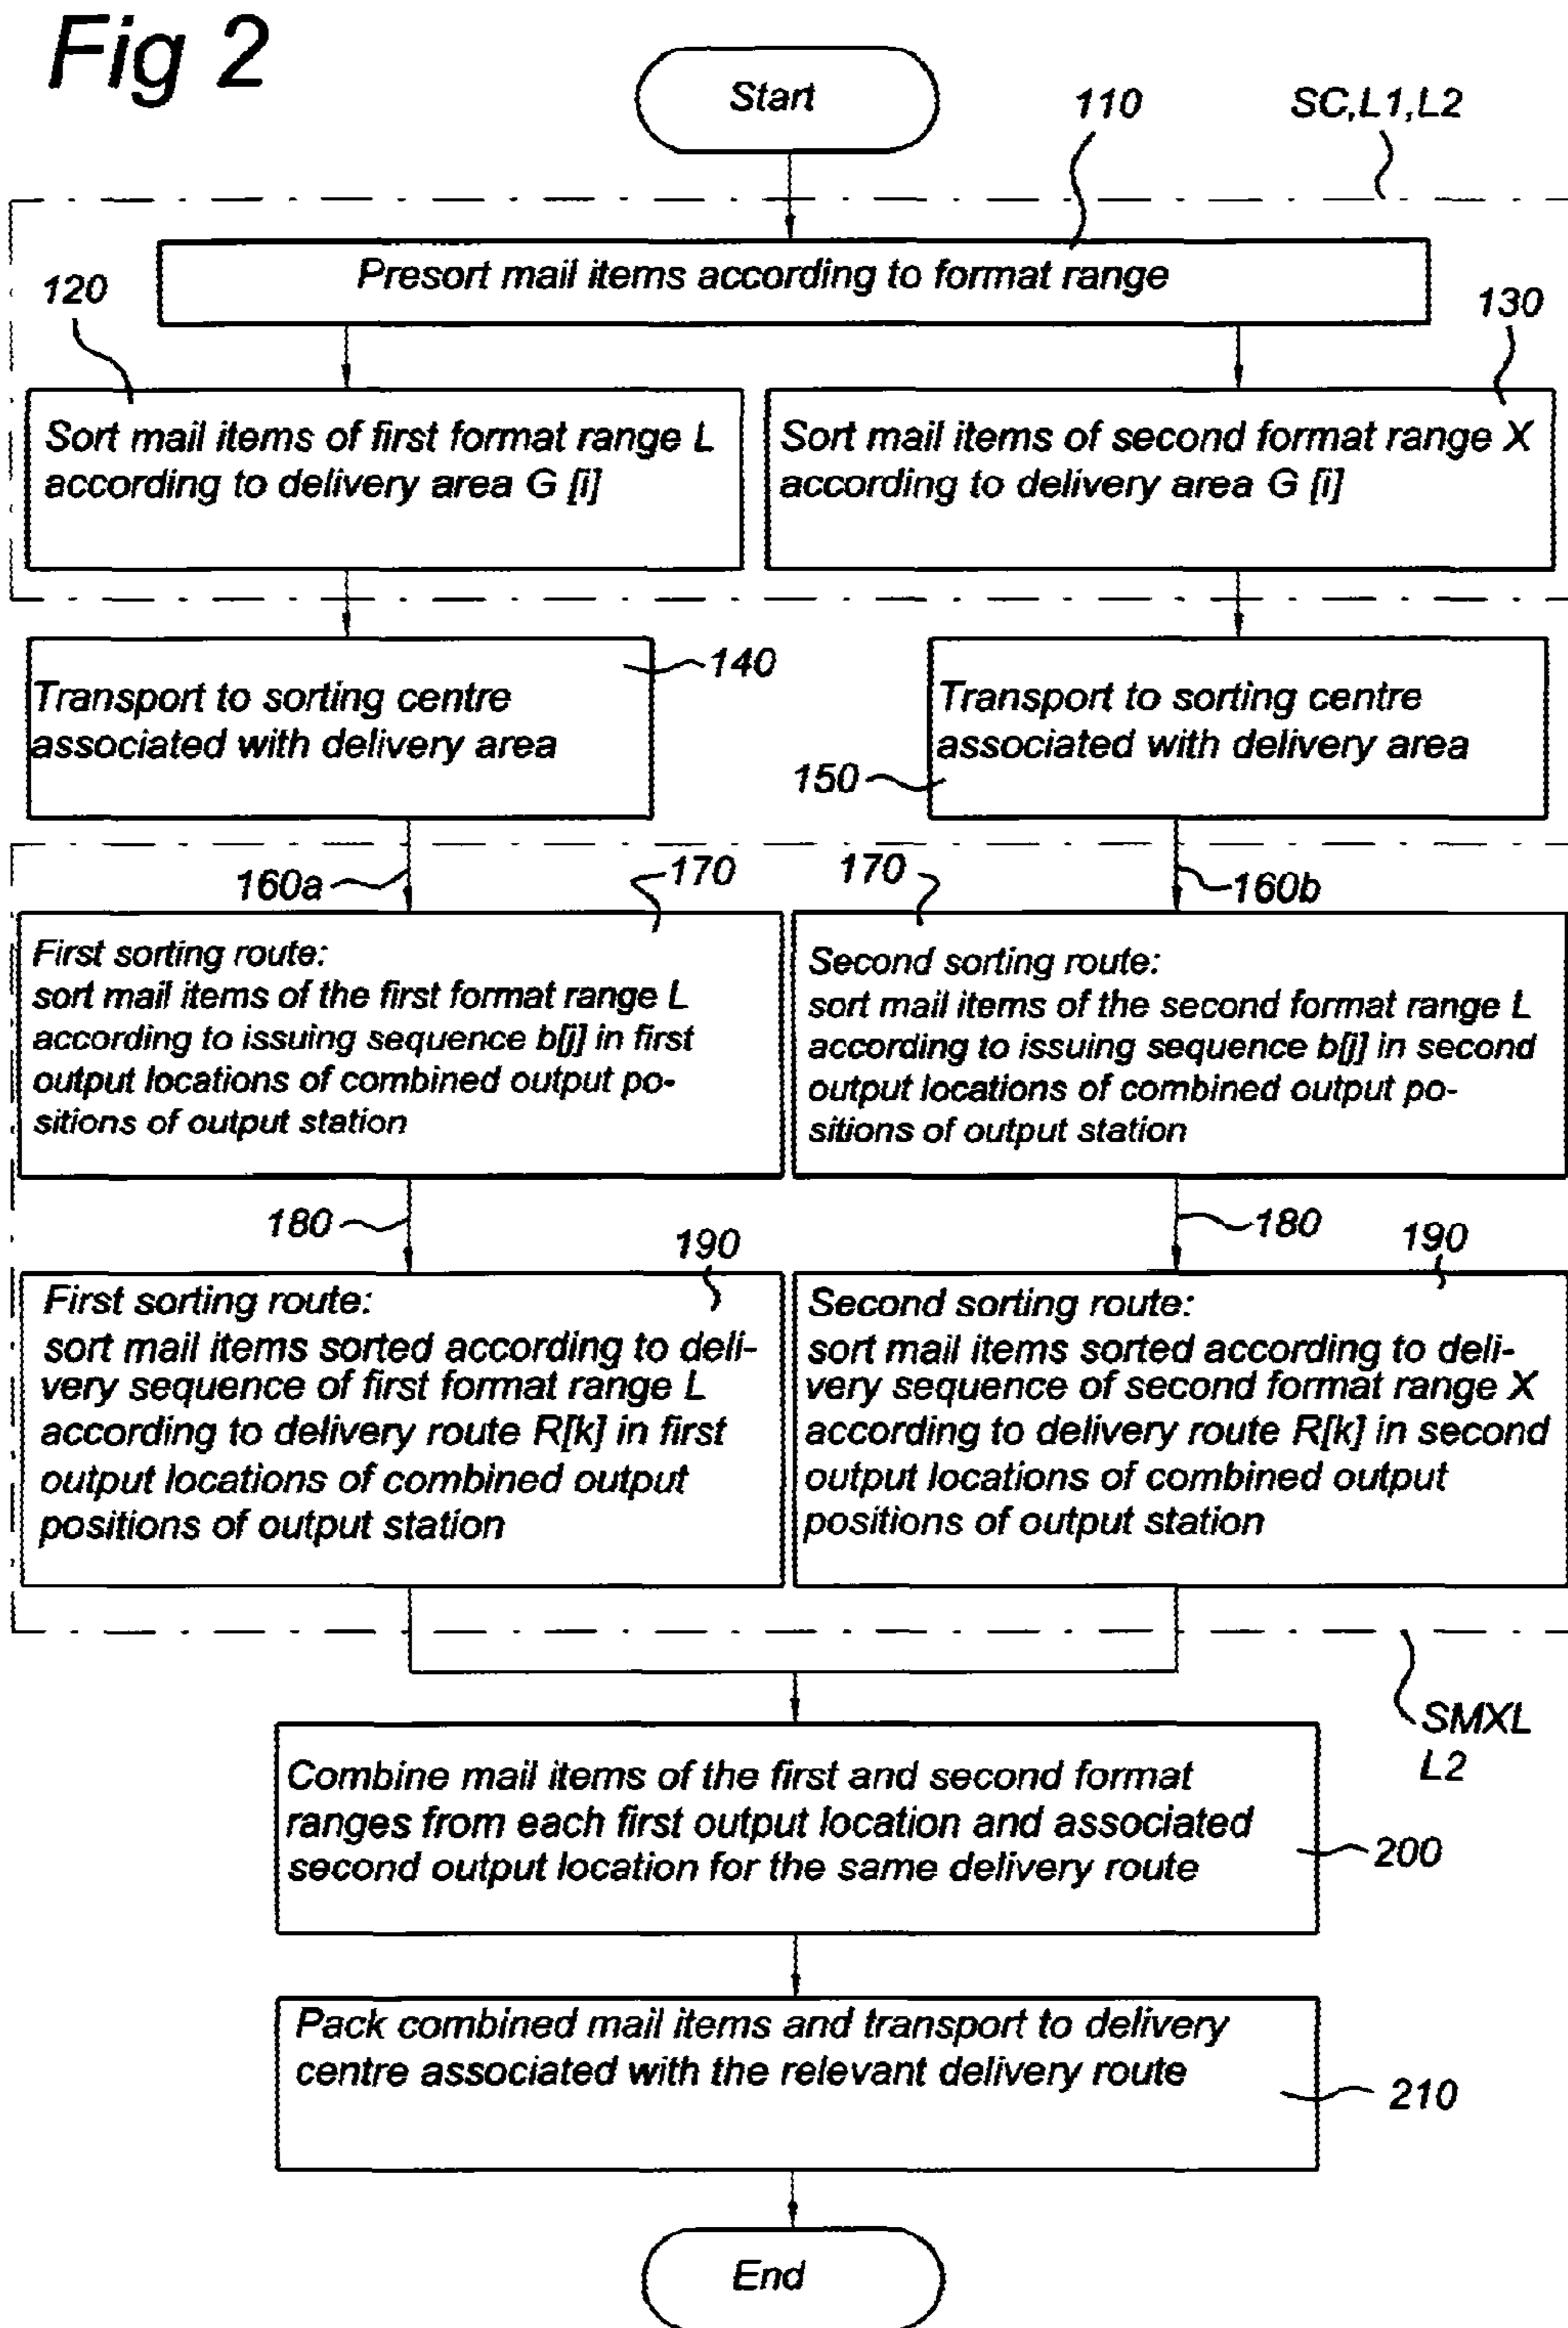 Fig 2
Start
110
SC,L1,L2
Presort mail items according to format range
120
130
Sort mail items of first format range L
according to delivery area G [i]
Sort mail items of second format range X
according to delivery area G [i]
140
Transport to sorting centre
associated with delivery area
Transport to sorting centre
associated with delivery area
150
160a
170
170
160b
First sorting route:
sort mail items of the first format range L
according to issuing sequence b[j] in first
output locations of combined output po-
sitions of output station
Second sorting route:
sort mail items of the second format range L
according to issuing sequence b[j] in second
output locations of combined output po-
sitions of output station
180
180
190
190
First sorting route:
sort mail items sorted according to deli-
very sequence of first format range L
according to delivery route R[k] in first
output locations of combined output
positions of output station
Second sorting route:
sort mail items sorted according to deli-
very sequence of second format range X
according to delivery route R[k] in second
output locations of combined output
positions of output station
SMXL
L2
Combine mail items of the first and second format
ranges from each first output location and associated
second output location for the same delivery route
200
Pack combined mail items and transport to delivery
centre associated with the relevant delivery route
210
End